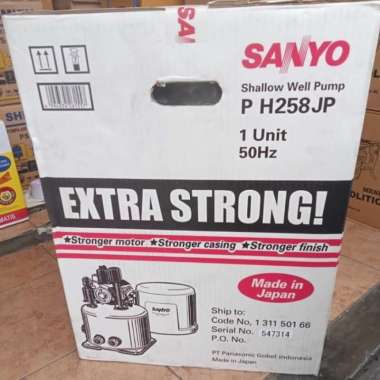 SA
SANYO
Shallow Well Pump
P H258JP
1 Unit
50Hz
EXTRA STRONG!
★Stronger motor ★Stronger casing ★Stronger finish
Made in
Japan
SANYO
Ship to:
Code No, 1 311 501 66
Serial No. 547314
P.O. No.
PT Panasonic Gobel Indonesia
Made in Japan